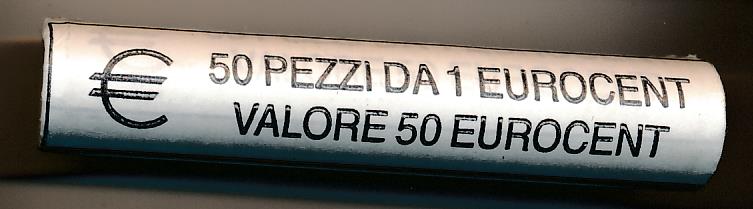 € 50 PEZZI DA 1 EUROCENT
VALORE 50 EUROCENT